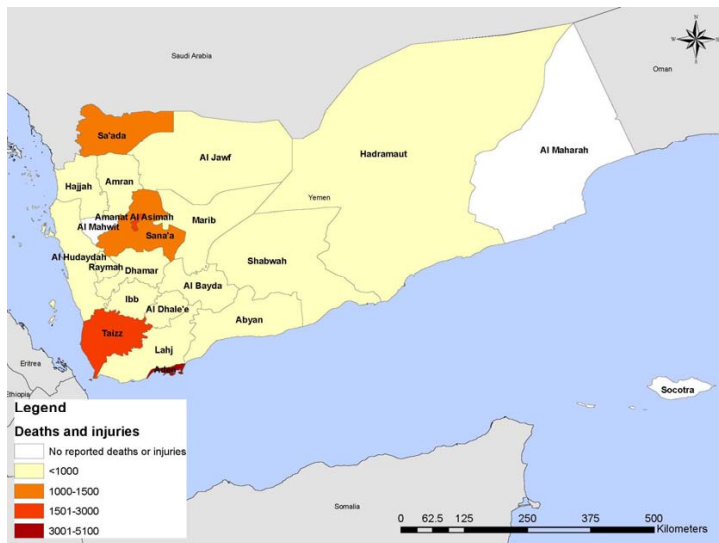 Saudi Arabia
N
W E
S
Oman
Sa'ada
Al Jawf
Hadramaut
Al Maharah
Hajjah
Amran
Yemen
Amanat Al Asimah
Marib
Al Mahwit
Sana'a
Al Hudaydah
Raymah
Dhamar
Shabwah
Al Bayda
Ibb
Al Dhale'e
Abyan
Taizz
Lahj
Aden
Eritrea
Ethiopia
Socotra
Legend
Deaths and injuries
No reported deaths or injuries
<1000
1000-1500
1501-3000
3001-5100
Somalia
0 62.5 125 250 375 500
Kilometers